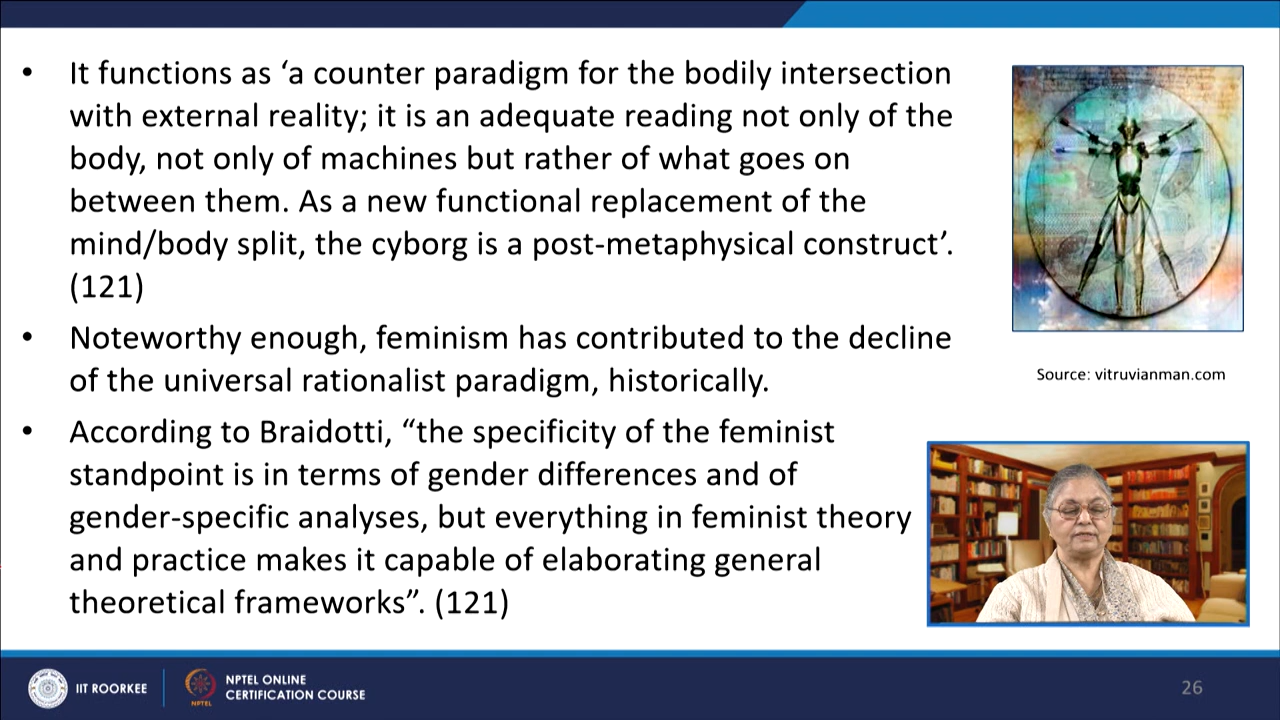 • It functions as ‘a counter paradigm for the bodily intersection
with external reality; it is an adequate reading not only of the
body, not only of machines but rather of what goes on
between them. As a new functional replacement of the
mind/body split, the cyborg is a post-metaphysical construct’.
(121)
• Noteworthy enough, feminism has contributed to the decline
of the universal rationalist paradigm, historically.
• According to Braidotti, “the specificity of the feminist
standpoint is in terms of gender differences and of
gender-specific analyses, but everything in feminist theory
and practice makes it capable of elaborating general
theoretical frameworks”. (121)
Source: vitruvianman.com
IIT ROORKEE
NPTEL
NPTEL ONLINE
CERTIFICATION COURSE
26